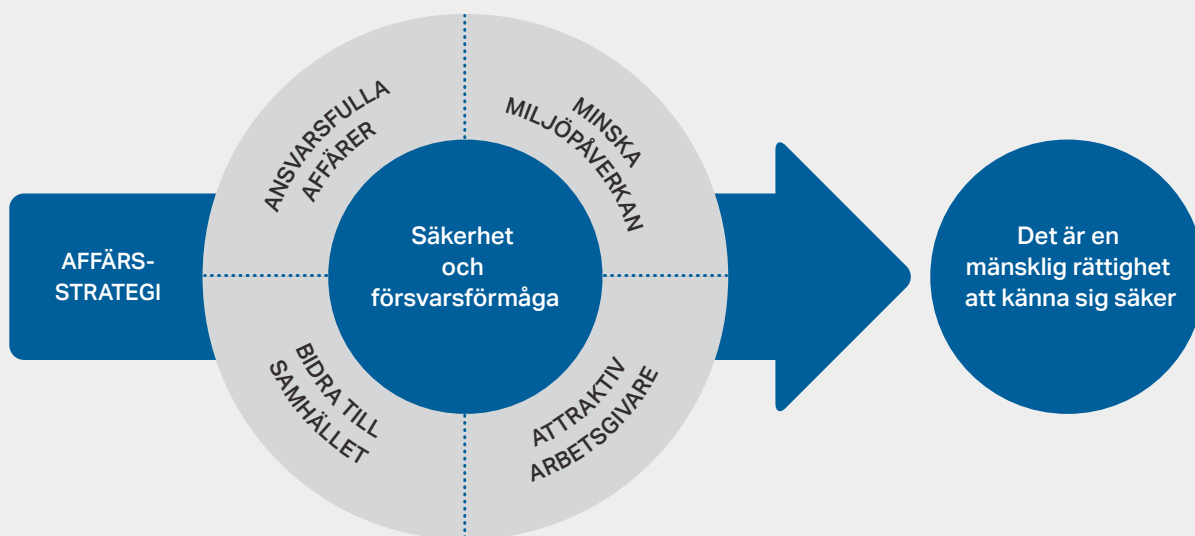 AFFÄRS-
STRATEGI
ANSVARSFULLA
AFFÄRER
MINSKA
MILJÖPÅVERKAN
Säkerhet
och
försvarsförmåga
BIDRA TILL
SAMHÄLLET
ATTRAKTIV
ARBETSGIVARE
Det är en
mänsklig rättighet
att känna sig säker